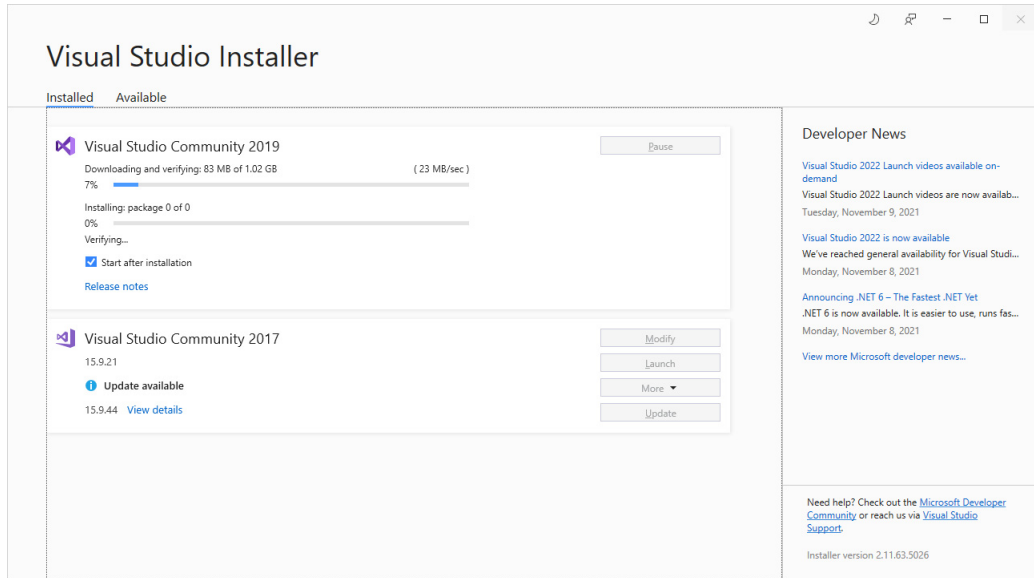 Visual Studio Installer
Installed Available
Visual Studio Community 2019
Pause
Downloading and verifying: 83 MB of 1.02 GB ( 23 MB/sec )
7%
Installing: package 0 of 0
0%
Verifying...
Start after installation
Release notes
Visual Studio Community 2017
Modify
15.9.21
Launch
Update available
More
15.9.44 View details
Update
Developer News
Visual Studio 2022 Launch videos available on-
demand
Visual Studio 2022 Launch videos are now availab...
Tuesday, November 9, 2021
Visual Studio 2022 is now available
We've reached general availability for Visual Studi...
Monday, November 8, 2021
Announcing .NET 6 – The Fastest .NET Yet
.NET 6 is now available. It is easier to use, runs fas...
Monday, November 8, 2021
View more Microsoft developer news...
Need help? Check out the Microsoft Developer
Community or reach us via Visual Studio
Support.
Installer version 2.11.63.5026